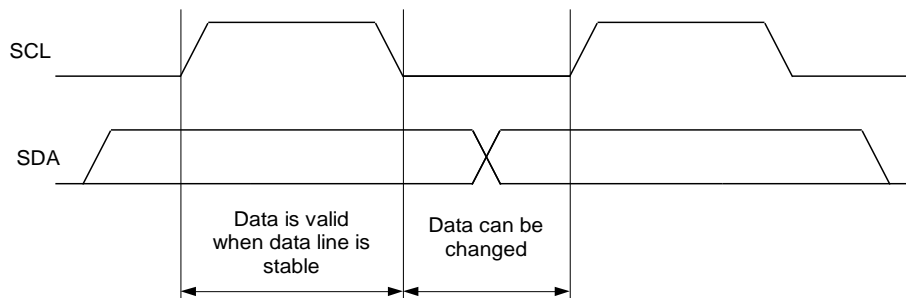 SCL
SDA
Data is valid
when data line is
stable
Data can be
changed